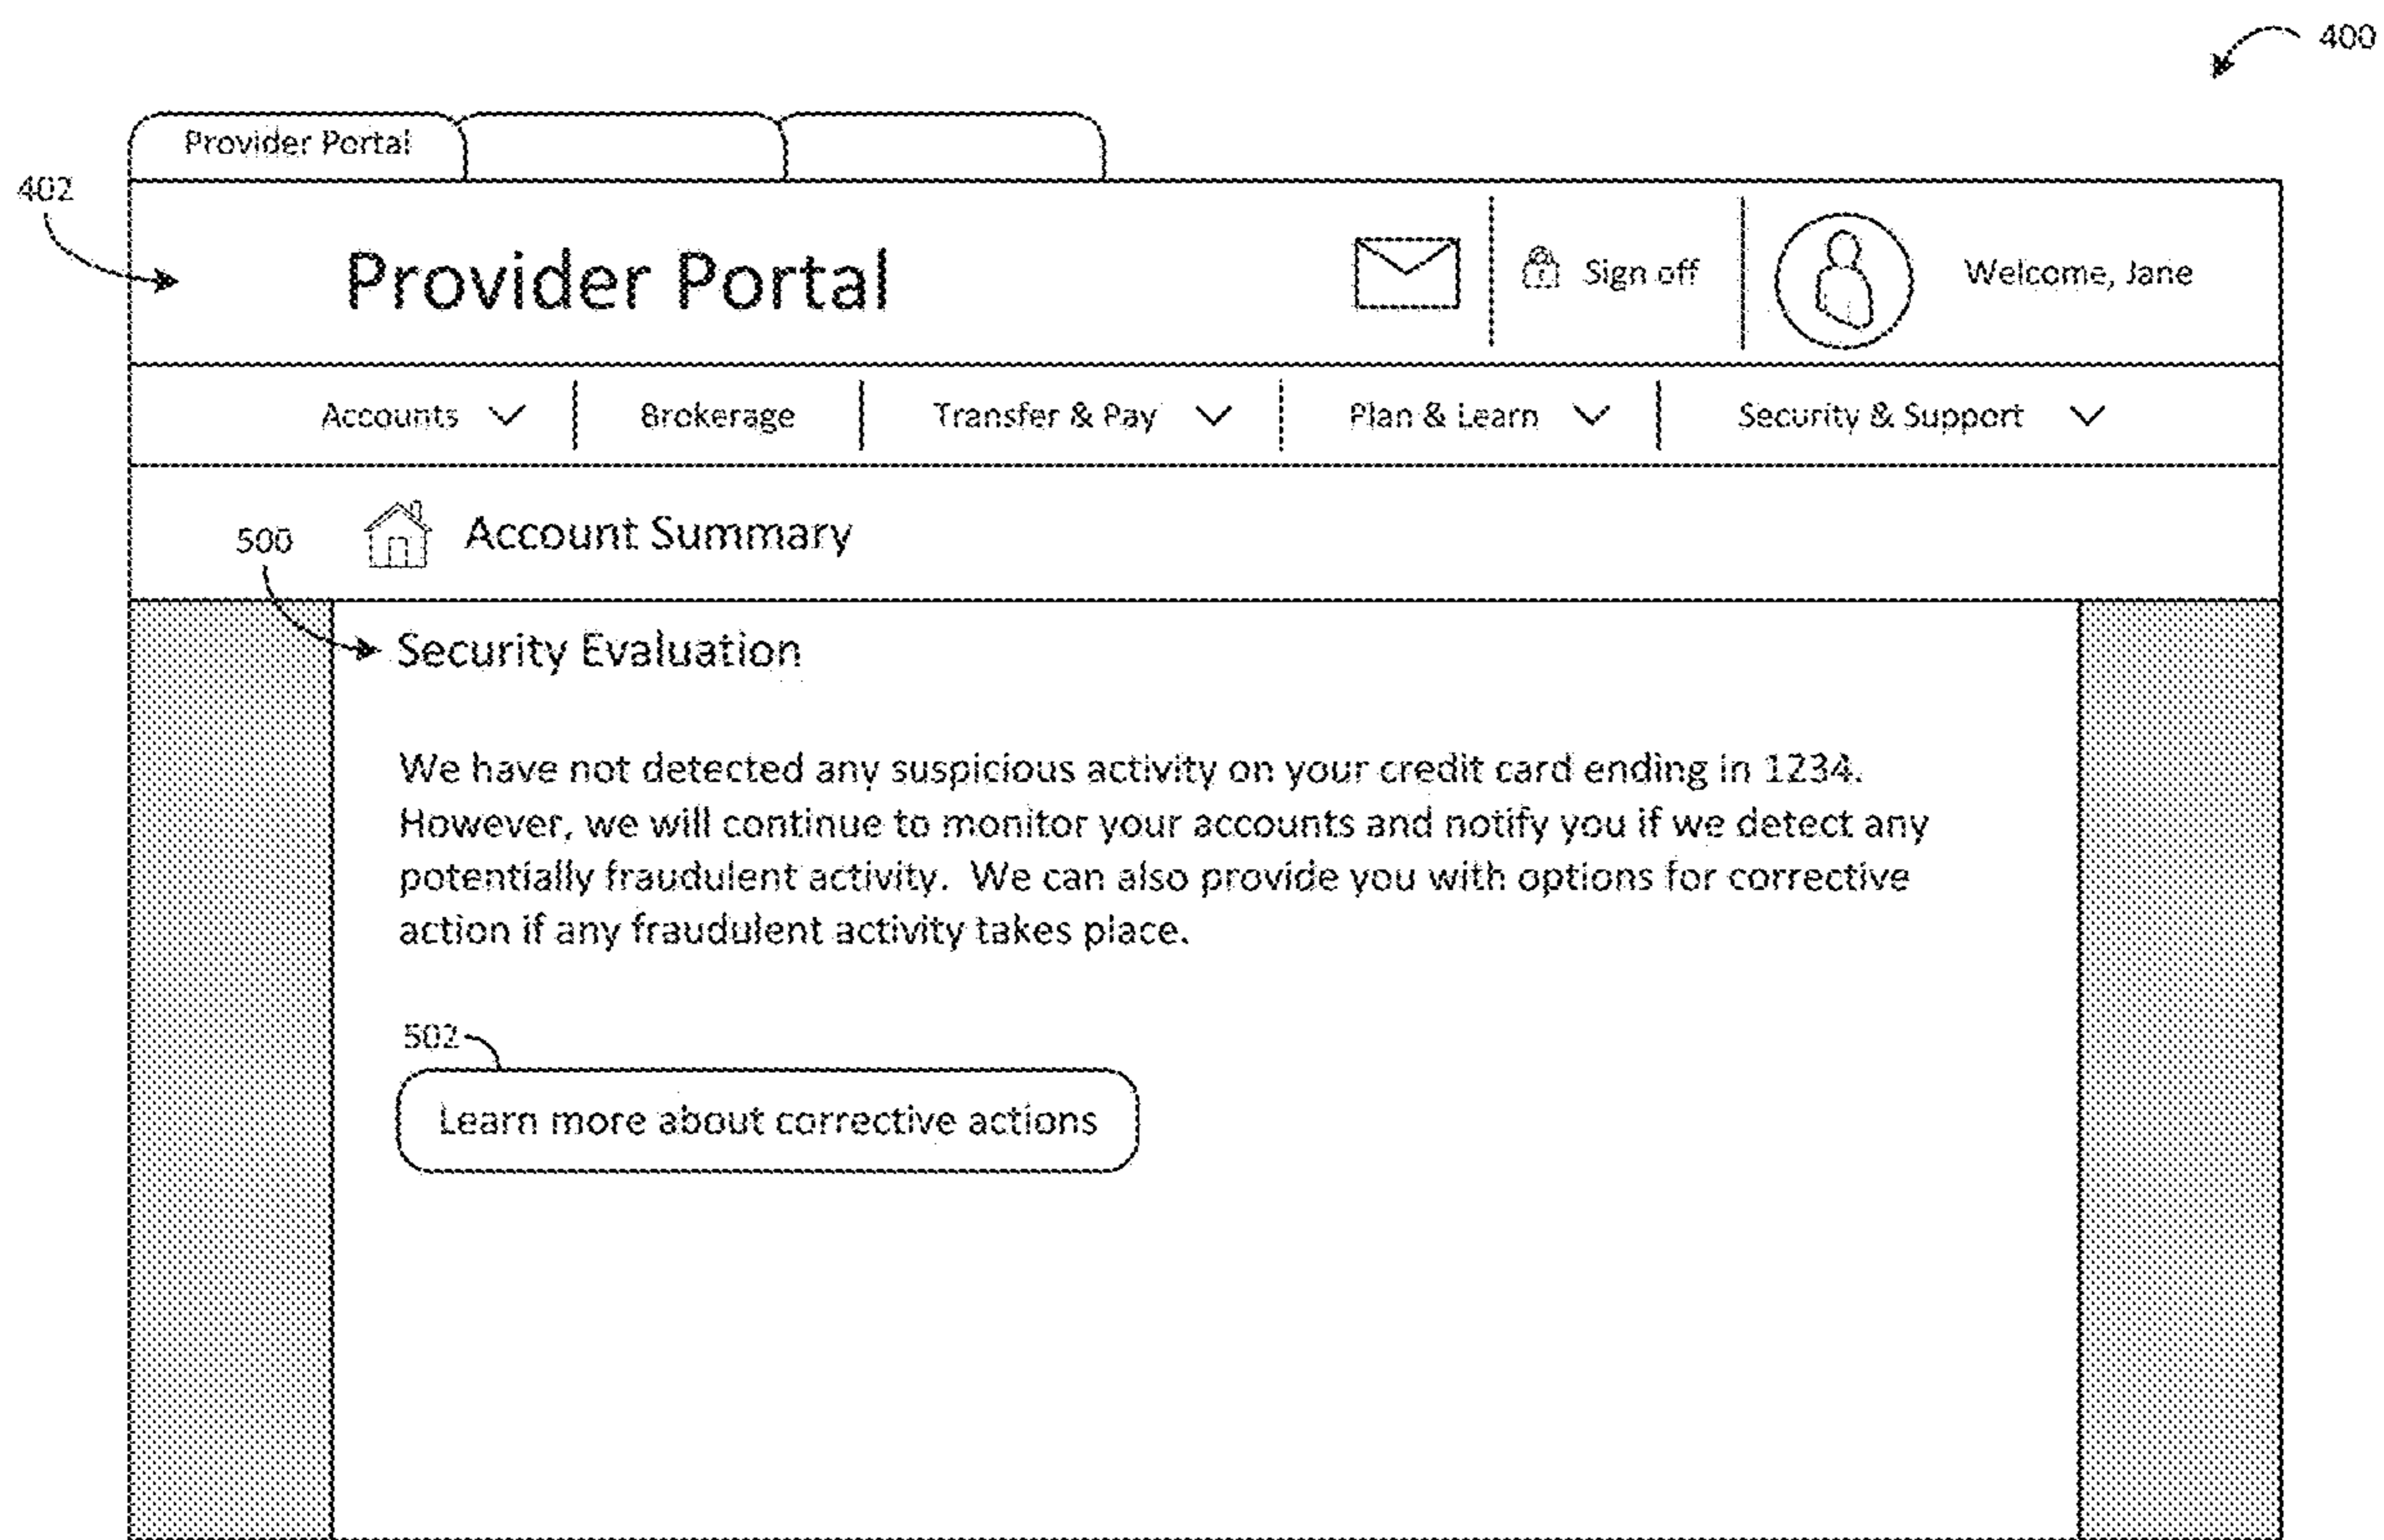 400
Provider Portal
402
Provider Portal
Sign off
Welcome, Jane
Accounts
Brokerage
Transfer & Pay
Plan & Learn
Security & Support
500
Account Summary
Security Evaluation
We have not detected any suspicious activity on your credit card ending in 1234.
However, we will continue to monitor your accounts and notify you if we detect any
potentially fraudulent activity.  We can also provide you with options for corrective
action if any fraudulent activity takes place.
502
Learn more about corrective actions